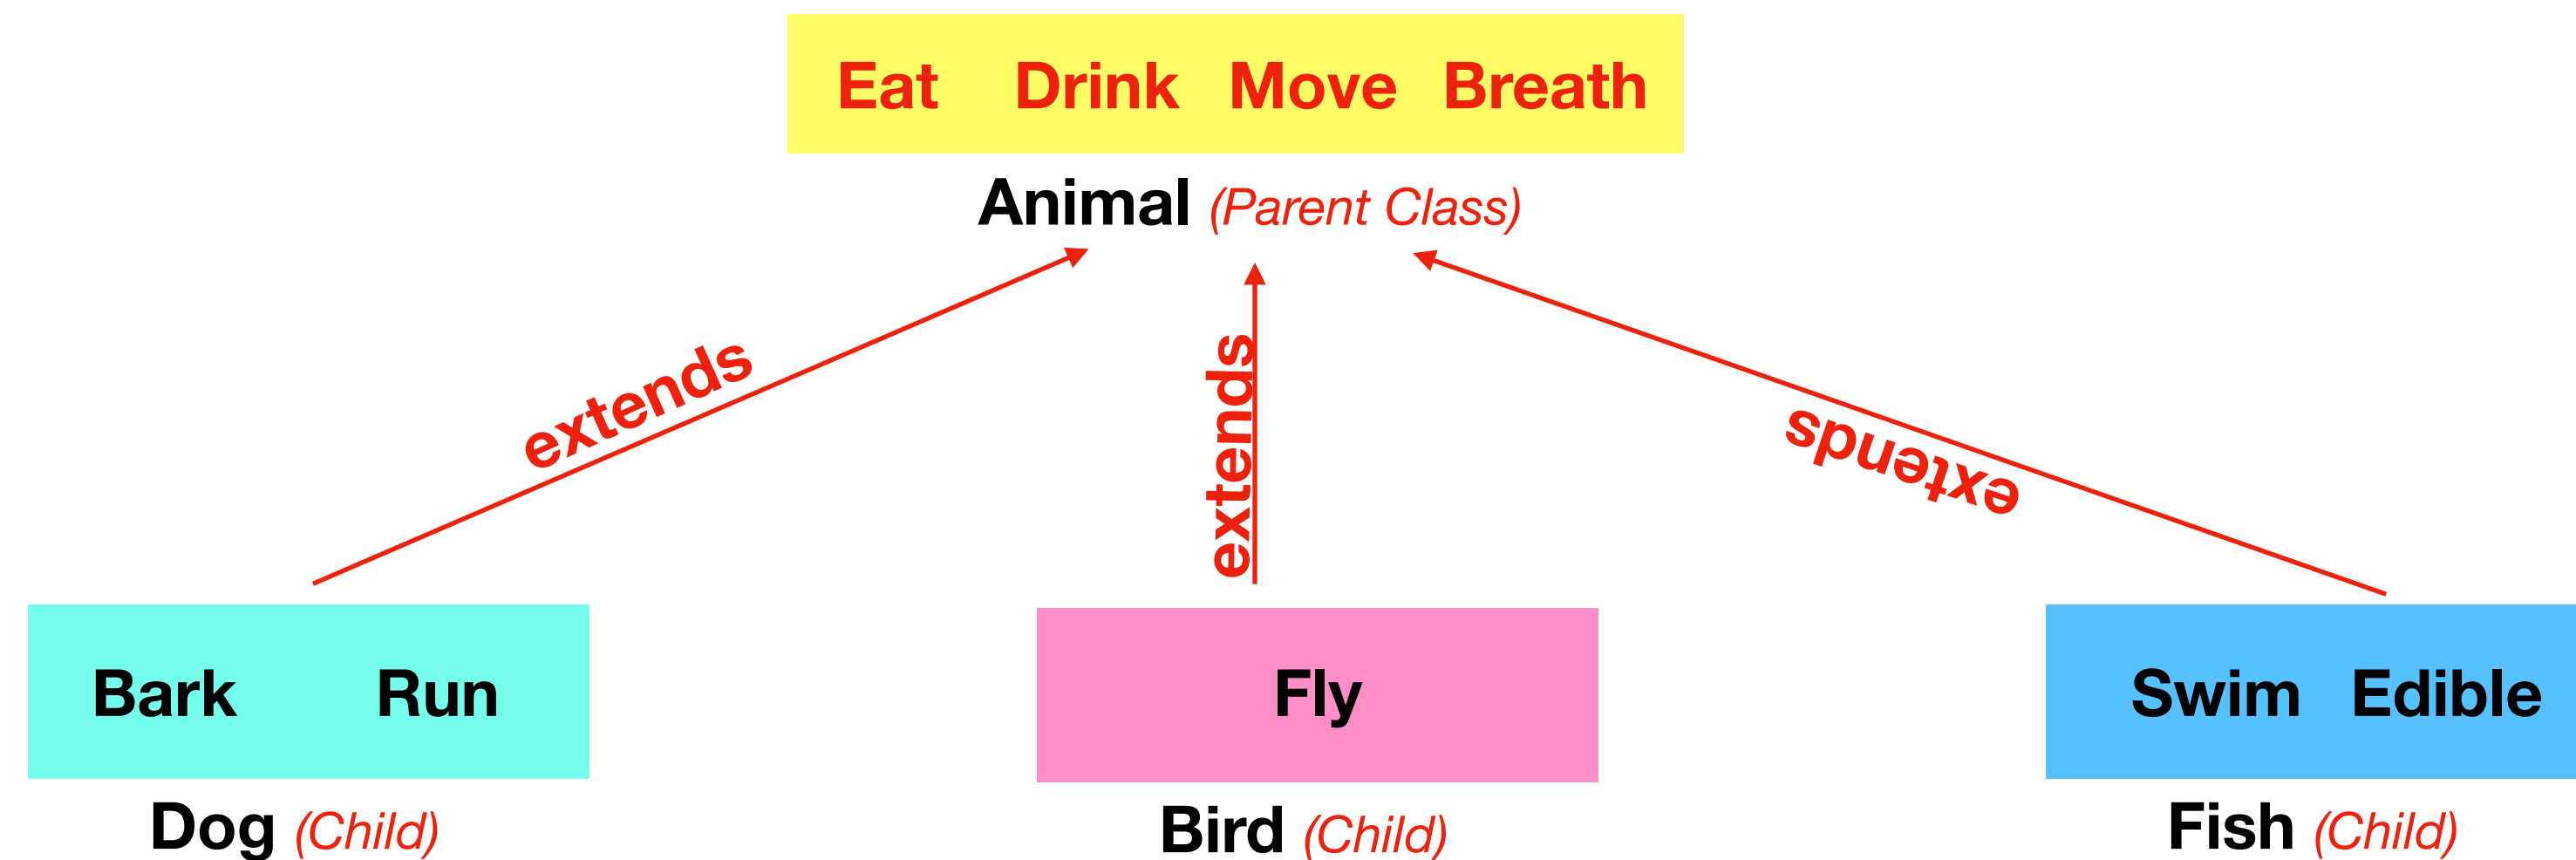 Eat Drink Move Breath
Animal (Parent Class)
extends
extends
extends
Bark Run
Fly
Swim Edible
Dog (Child)
Bird (Child)
Fish (Child)